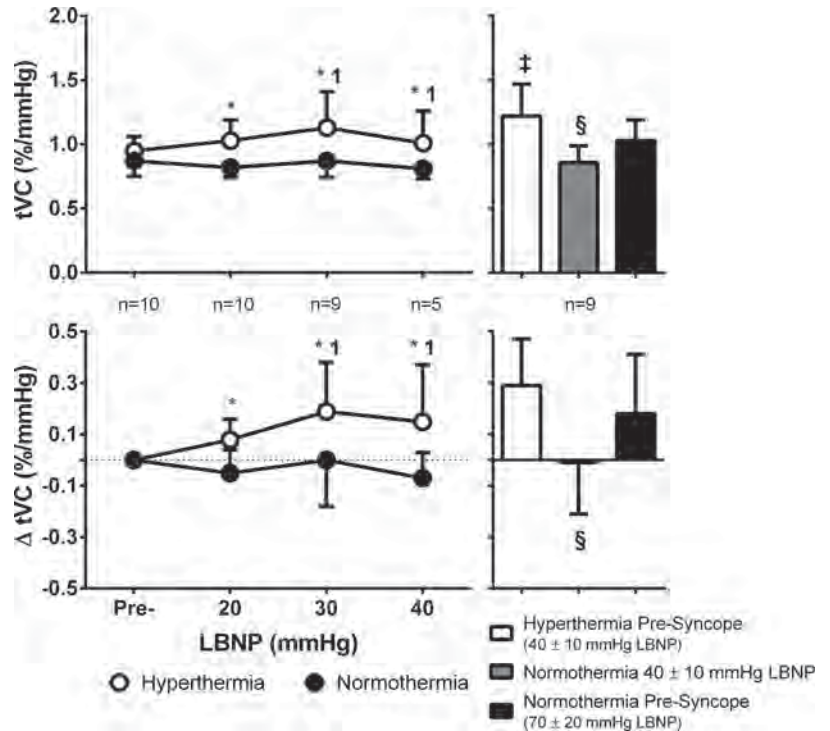 2.0
1.5
1.0
0.5
0.0
tVC (%/mmHg)
*
* 1
* 1
‡
§
n=10
n=10
n=9
n=5
n=9
0.5
0.3
0.1
-0.1
-0.3
-0.5
Δ tVC (%/mmHg)
*
* 1
* 1
§
Pre-
20
30
40
LBNP (mmHg)
Hyperthermia
Normothermia
Hyperthermia Pre-Syncope
(40 ± 10 mmHg LBNP)
Normothermia 40 ± 10 mmHg LBNP
Normothermia Pre-Syncope
(70 ± 20 mmHg LBNP)